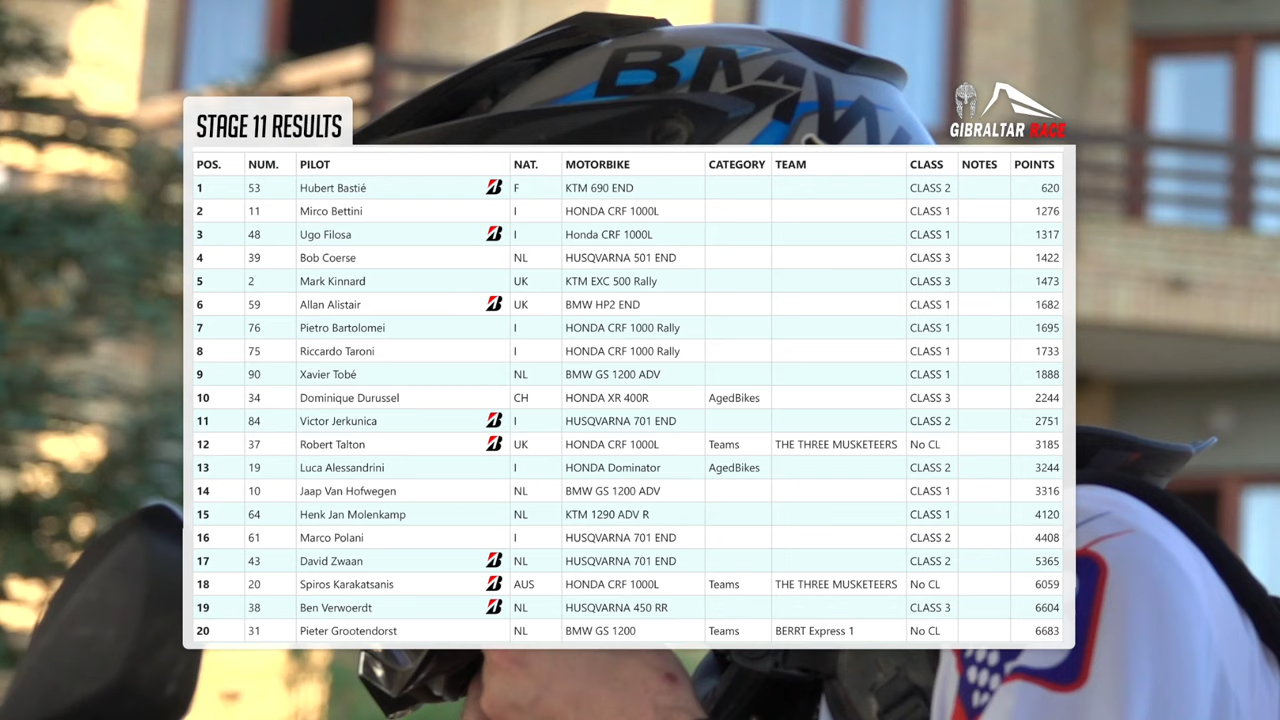 BMW
GIBRALTAR RACE
STAGE 11 RESULTS
POS. NUM. PILOT NAT. MOTORBIKE CATEGORY TEAM CLASS NOTES POINTS
1 53 Hubert Bastié F KTM 690 END CLASS 2 620
2 11 Mirco Bettini I HONDA CRF 1000L CLASS 1 1276
3 48 Ugo Filosa I Honda CRF 1000L CLASS 1 1317
4 39 Bob Coerse NL HUSQVARNA 501 END CLASS 3 1422
5 2 Mark Kinnard UK KTM EXC 500 Rally CLASS 3 1473
6 59 Allan Alistair UK BMW HP2 END CLASS 1 1682
7 76 Pietro Bartolomei I HONDA CRF 1000 Rally CLASS 1 1695
8 75 Riccardo Taroni I HONDA CRF 1000 Rally CLASS 1 1733
9 90 Xavier Tobé NL BMW GS 1200 ADV CLASS 1 1888
10 34 Dominique Durussel CH HONDA XR 400R AgedBikes CLASS 3 2244
11 84 Victor Jerkunica I HUSQVARNA 701 END CLASS 2 2751
12 37 Robert Talton UK HONDA CRF 1000L Teams THE THREE MUSKETEERS No CL 3185
13 19 Luca Alessandrini I HONDA Dominator AgedBikes CLASS 2 3244
14 10 Jaap Van Hofwegen NL BMW GS 1200 ADV CLASS 1 3316
15 64 Henk Jan Molenkamp NL KTM 1290 ADV R CLASS 1 4120
16 61 Marco Polani I HUSQVARNA 701 END CLASS 2 4408
17 43 David Zwaan NL HUSQVARNA 701 END CLASS 2 5365
18 20 Spiros Karakatsanis AUS HONDA CRF 1000L Teams THE THREE MUSKETEERS No CL 6059
19 38 Ben Verwoerdt NL HUSQVARNA 450 RR CLASS 3 6604
20 31 Pieter Grootendorst NL BMW GS 1200 Teams BERRT Express 1 No CL 6683